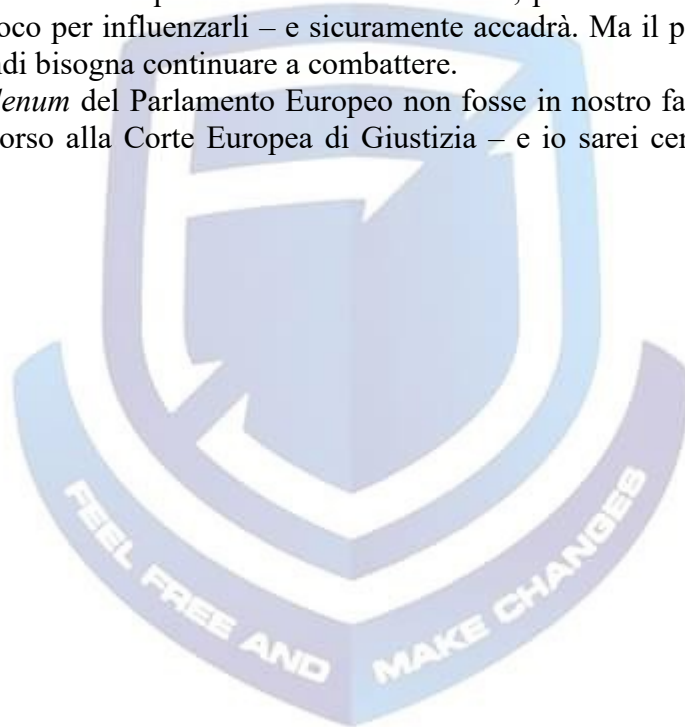 oco per influenzarli – e sicuramente accadrà. Ma il p
ndi bisogna continuare a combattere.
lenum del Parlamento Europeo non fosse in nostro fa
orso alla Corte Europea di Giustizia – e io sarei cer
FEEL FREE AND MAKE CHANGES